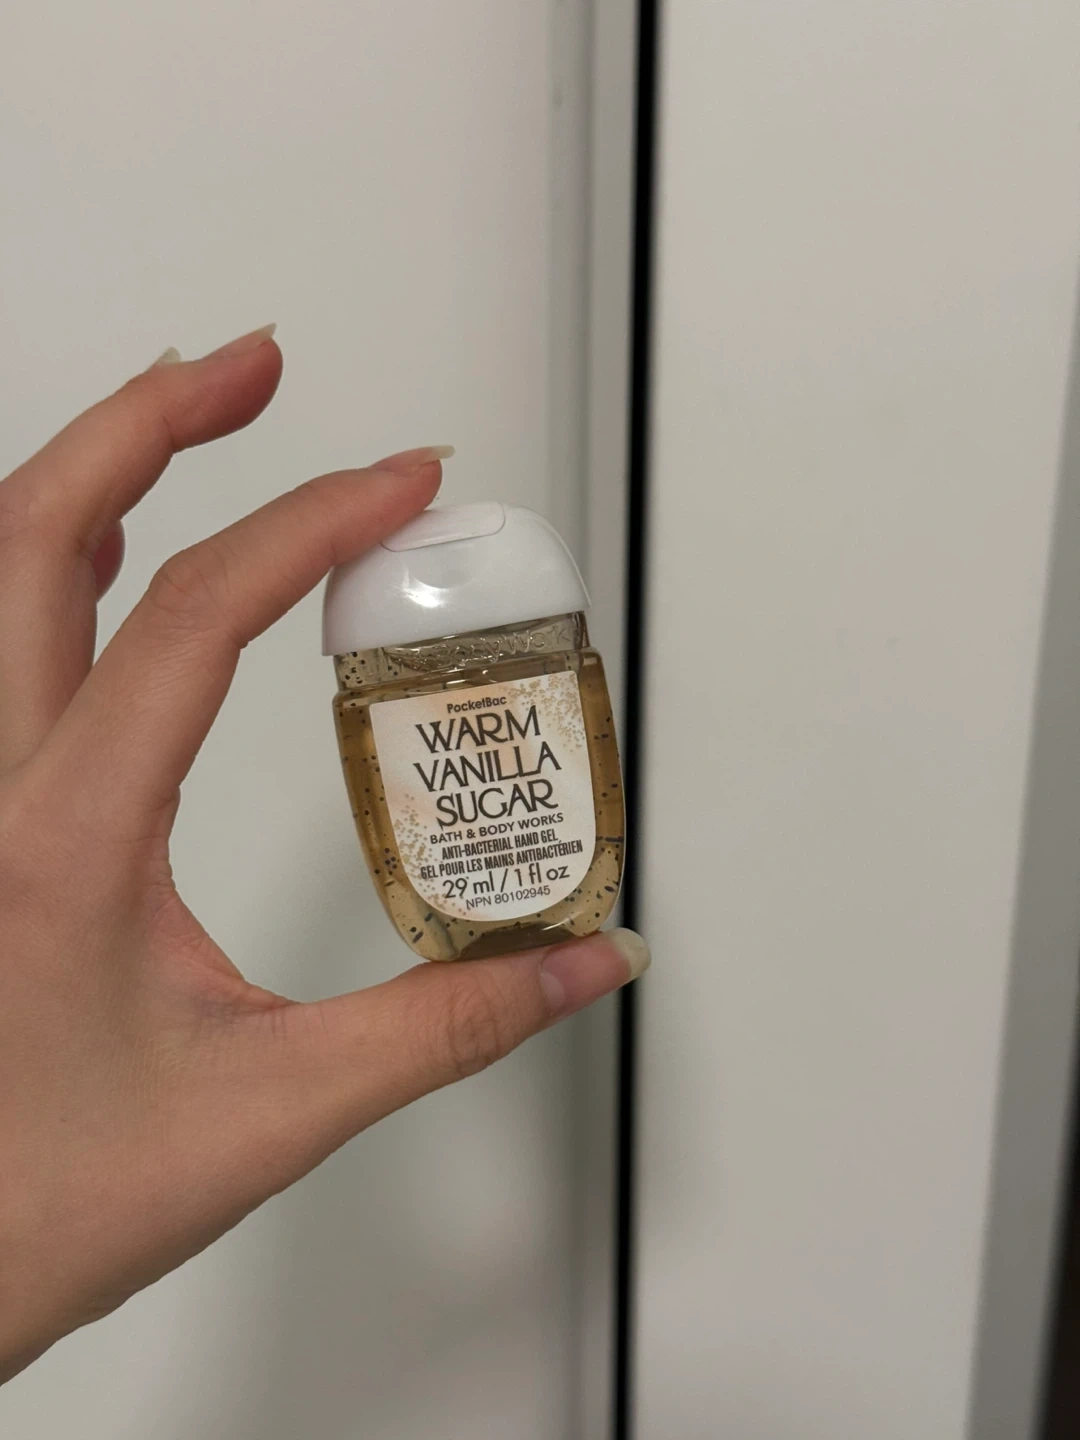 PocketBac
WARM
VANILLA
SUGAR
BATH & BODY WORKS
ANTI-BACTERIAL HAND GEL
GEL POUR LES MAINS ANTIBACTÉRIEN
29 ml / 1 fl oz
NPN 80102945